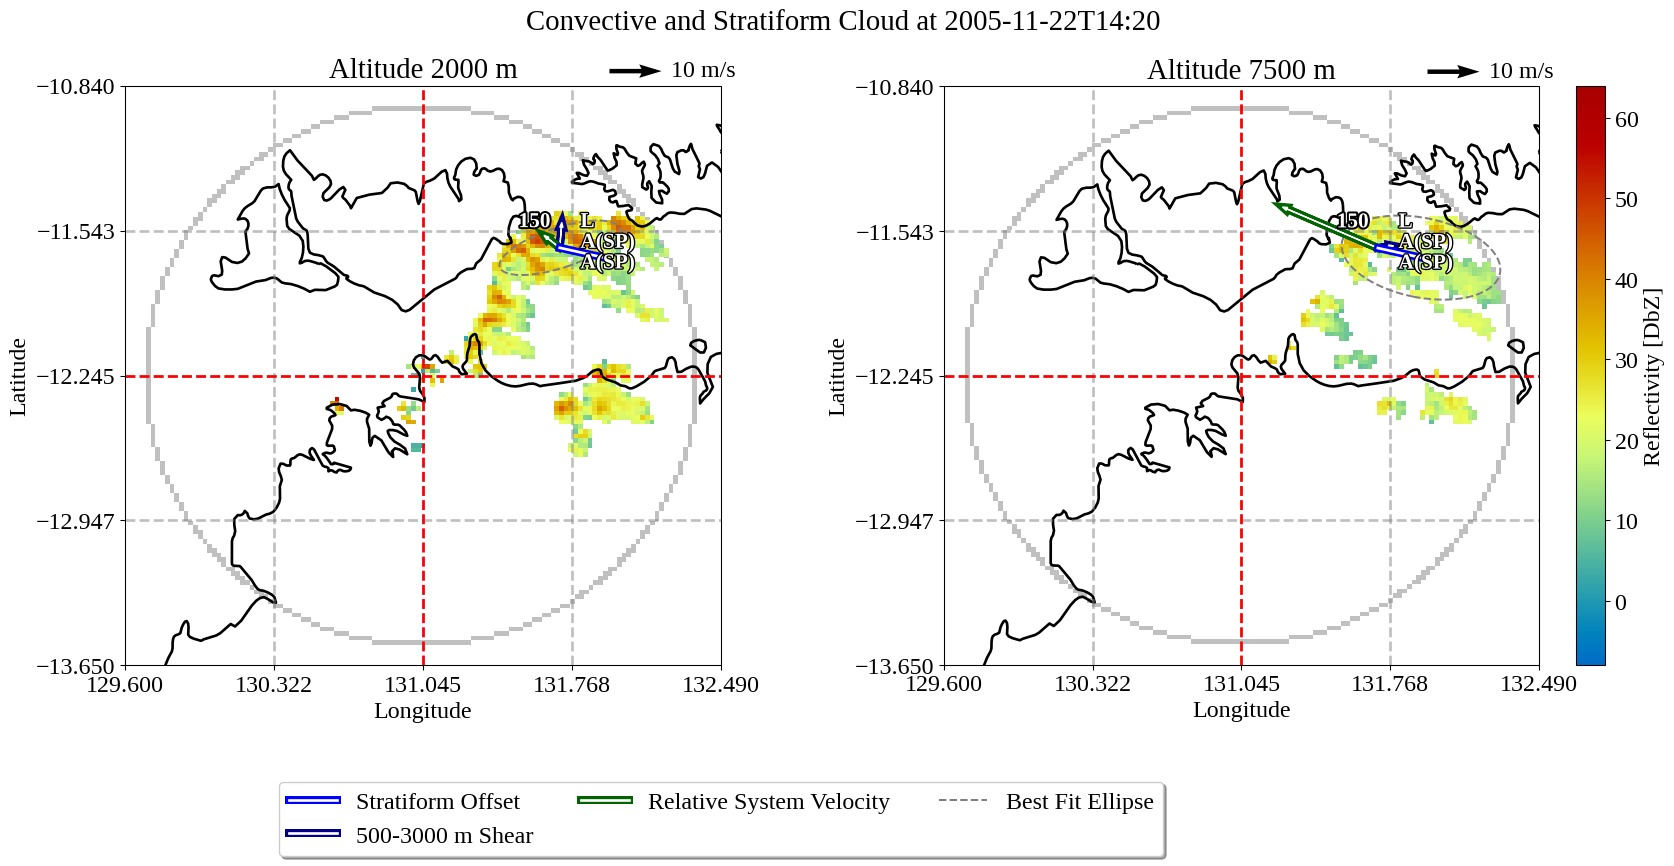 Convective and Stratiform Cloud at 2005-11-22T14:20
Altitude 2000 m
10 m/s
−10.840
−11.543
−12.245
−12.947
−13.650
129.600
130.322
131.045
131.768
132.490
Latitude
Longitude
150
L
A(SP)
A(SP)
Altitude 7500 m
10 m/s
−10.840
−11.543
−12.245
−12.947
−13.650
129.600
130.322
131.045
131.768
132.490
Latitude
Longitude
150
L
A(SP)
A(SP)
60
50
40
30
20
10
0
Reflectivity [DbZ]
Stratiform Offset
500-3000 m Shear
Relative System Velocity
Best Fit Ellipse